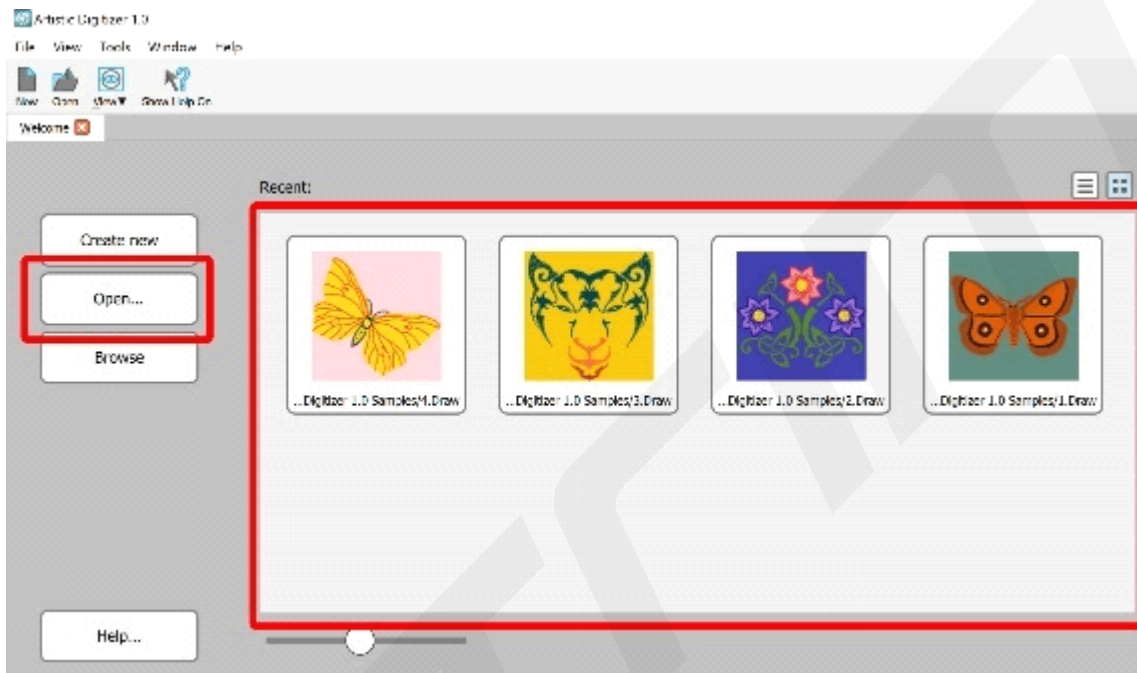 Artistic Digitizer 1.0
File View Tools Window Help
New Open View▼ Show Help On
Welcome
Recent:
Create new
Open...
Browse
...Digitizer 1.0 Samples/4.Draw ...Digitizer 1.0 Samples/3.Draw ...Digitizer 1.0 Samples/2.Draw ...Digitizer 1.0 Samples/1.Draw
Help...